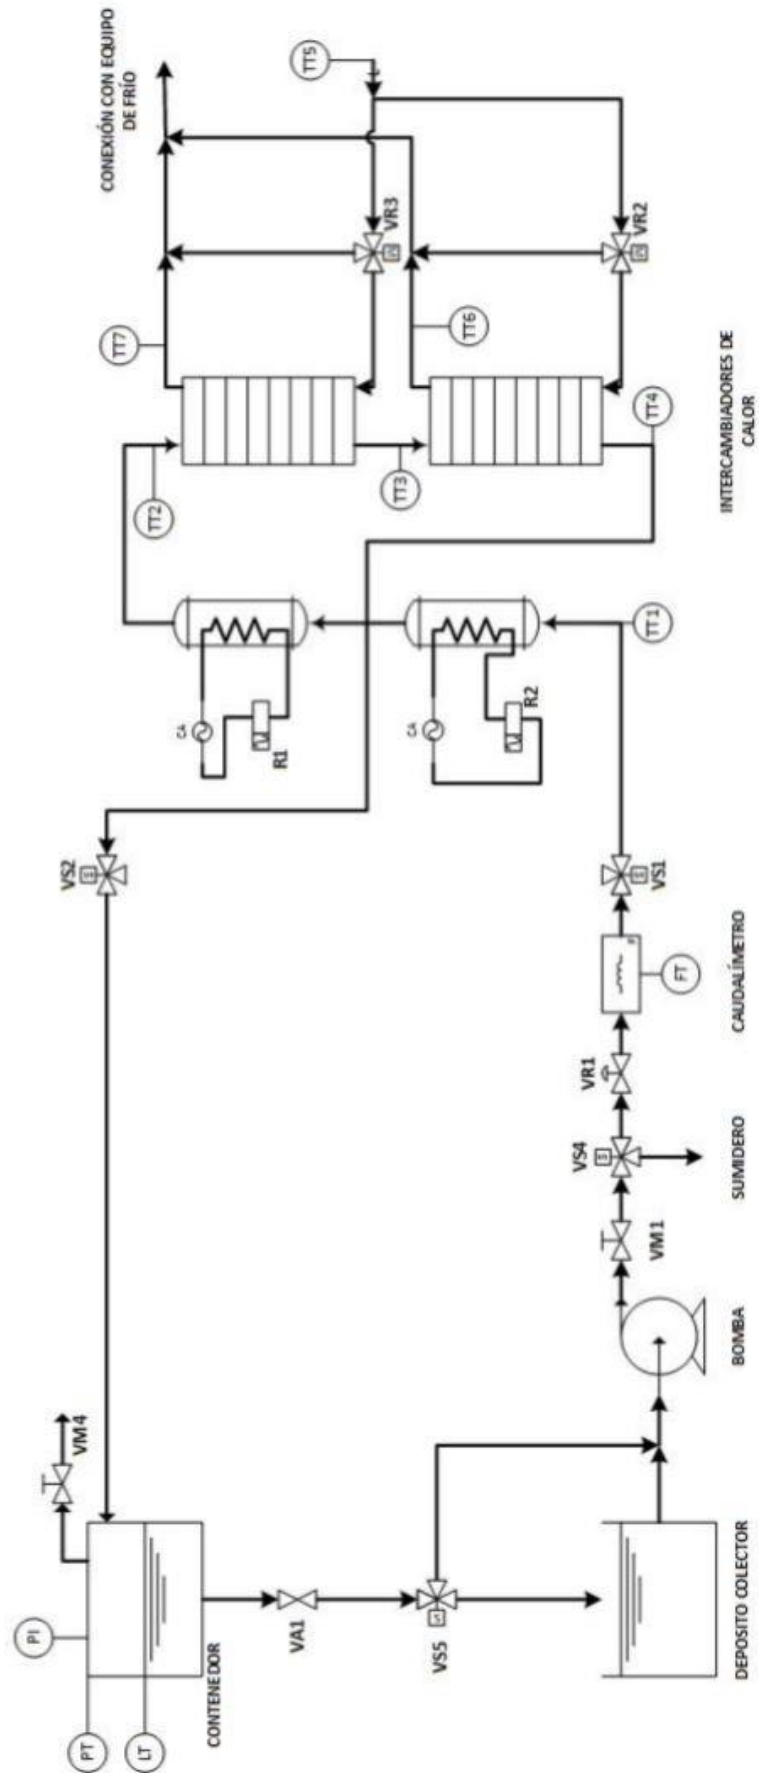 CONEXIÓN CON EQUIPO
DE FRÍO
TT5
TT7
VR3
VR2
TT6
TT2
TT3
TT4
INTERCAMBIADORES DE
CALOR
CA
R1
CA
R2
TT1
VS2
S
VS1
S
FT
CAUDALÍMETRO
VR1
VS4
S
SUMIDERO
VM1
BOMBA
VM4
PI
PT
LT
CONTENEDOR
VA1
VS5
S
DEPOSITO COLECTOR